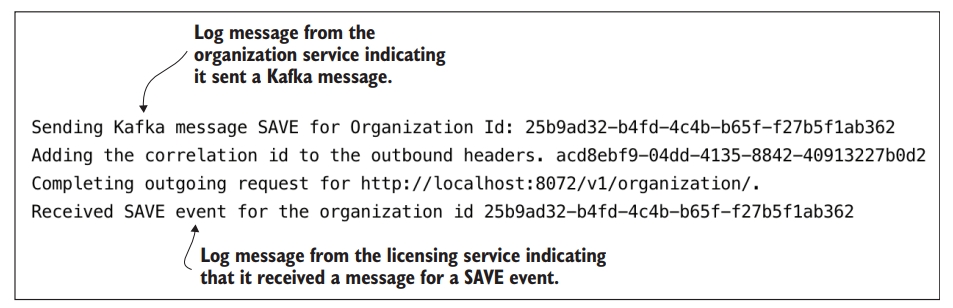 Log message from the
organization service indicating
it sent a Kafka message.
Sending Kafka message SAVE for Organization Id: 25b9ad32-b4fd-4c4b-b65f-f27b5f1ab362
Adding the correlation id to the outbound headers. acd8ebf9-04dd-4135-8842-40913227b0d2
Completing outgoing request for http://localhost:8072/v1/organization/.
Received SAVE event for the organization id 25b9ad32-b4fd-4c4b-b65f-f27b5f1ab362
Log message from the licensing service indicating
that it received a message for a SAVE event.